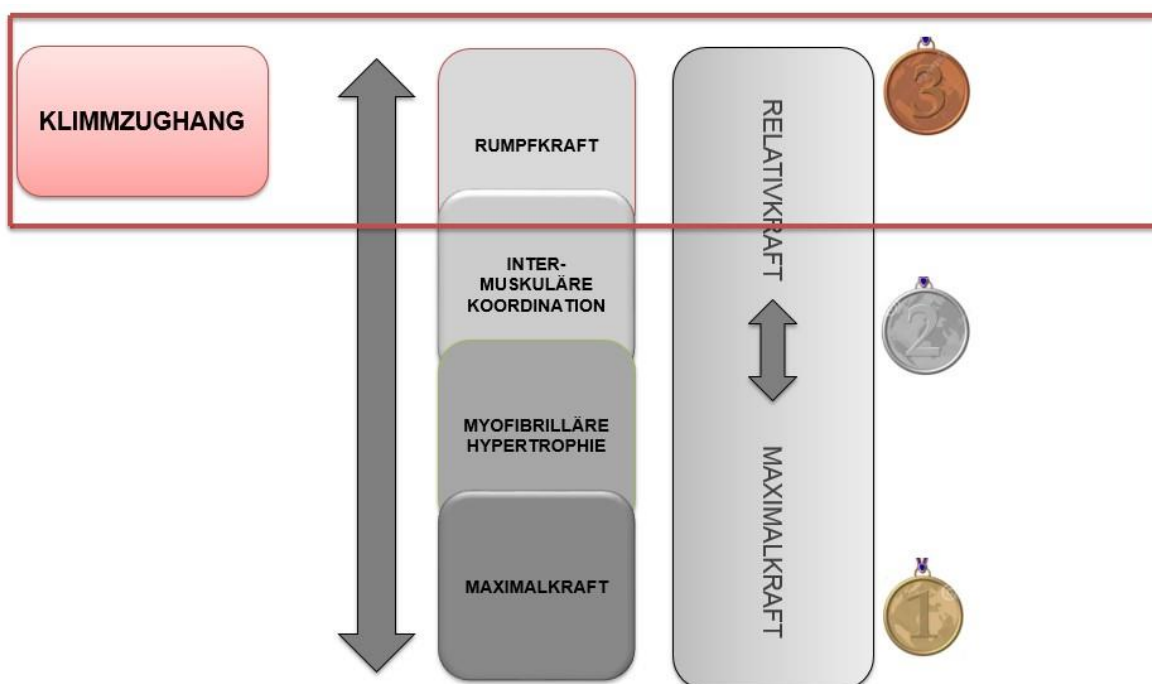 KLIMMZUGHANG
RUMPFKRAFT
INTER-
MUSKULÄRE
KOORDINATION
MYOFIBRILLÄRE
HYPERTROPHIE
MAXIMALKRAFT
RELATIVKRAFT
MAXIMALKRAFT
3
2
1